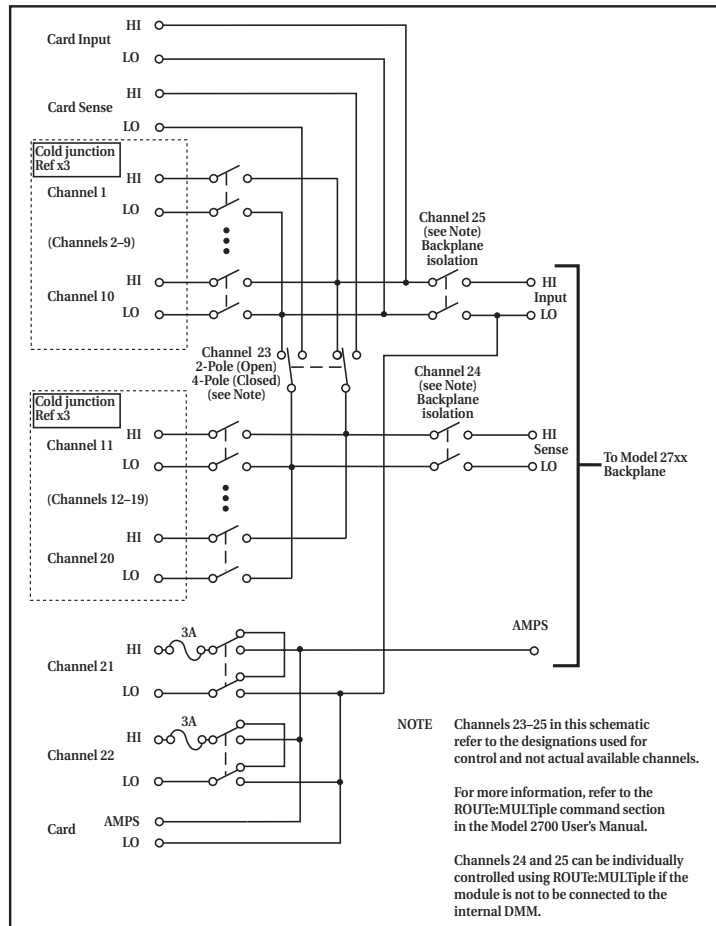 Card Input
HI
LO
Card Sense
HI
LO
Cold junction
Ref x3
Channel 1
HI
LO
(Channels 2–9)
Channel 10
HI
LO
Channel 25
(see Note)
Backplane
isolation
HI
Input
LO
Channel 23
2-Pole (Open)
4-Pole (Closed)
(see Note)
Channel 24
(see Note)
Backplane
isolation
Cold junction
Ref x3
Channel 11
HI
LO
HI
Sense
LO
To Model 27xx
Backplane
(Channels 12–19)
Channel 20
HI
LO
AMPS
Channel 21
HI
3A
LO
Channel 22
HI
3A
LO
Card
AMPS
LO
NOTE Channels 23–25 in this schematic
refer to the designations used for
control and not actual available channels.
For more information, refer to the
ROUTe:MULTiple command section
in the Model 2700 User's Manual.
Channels 24 and 25 can be individually
controlled using ROUTe:MULTiple if the
module is not to be connected to the
internal DMM.